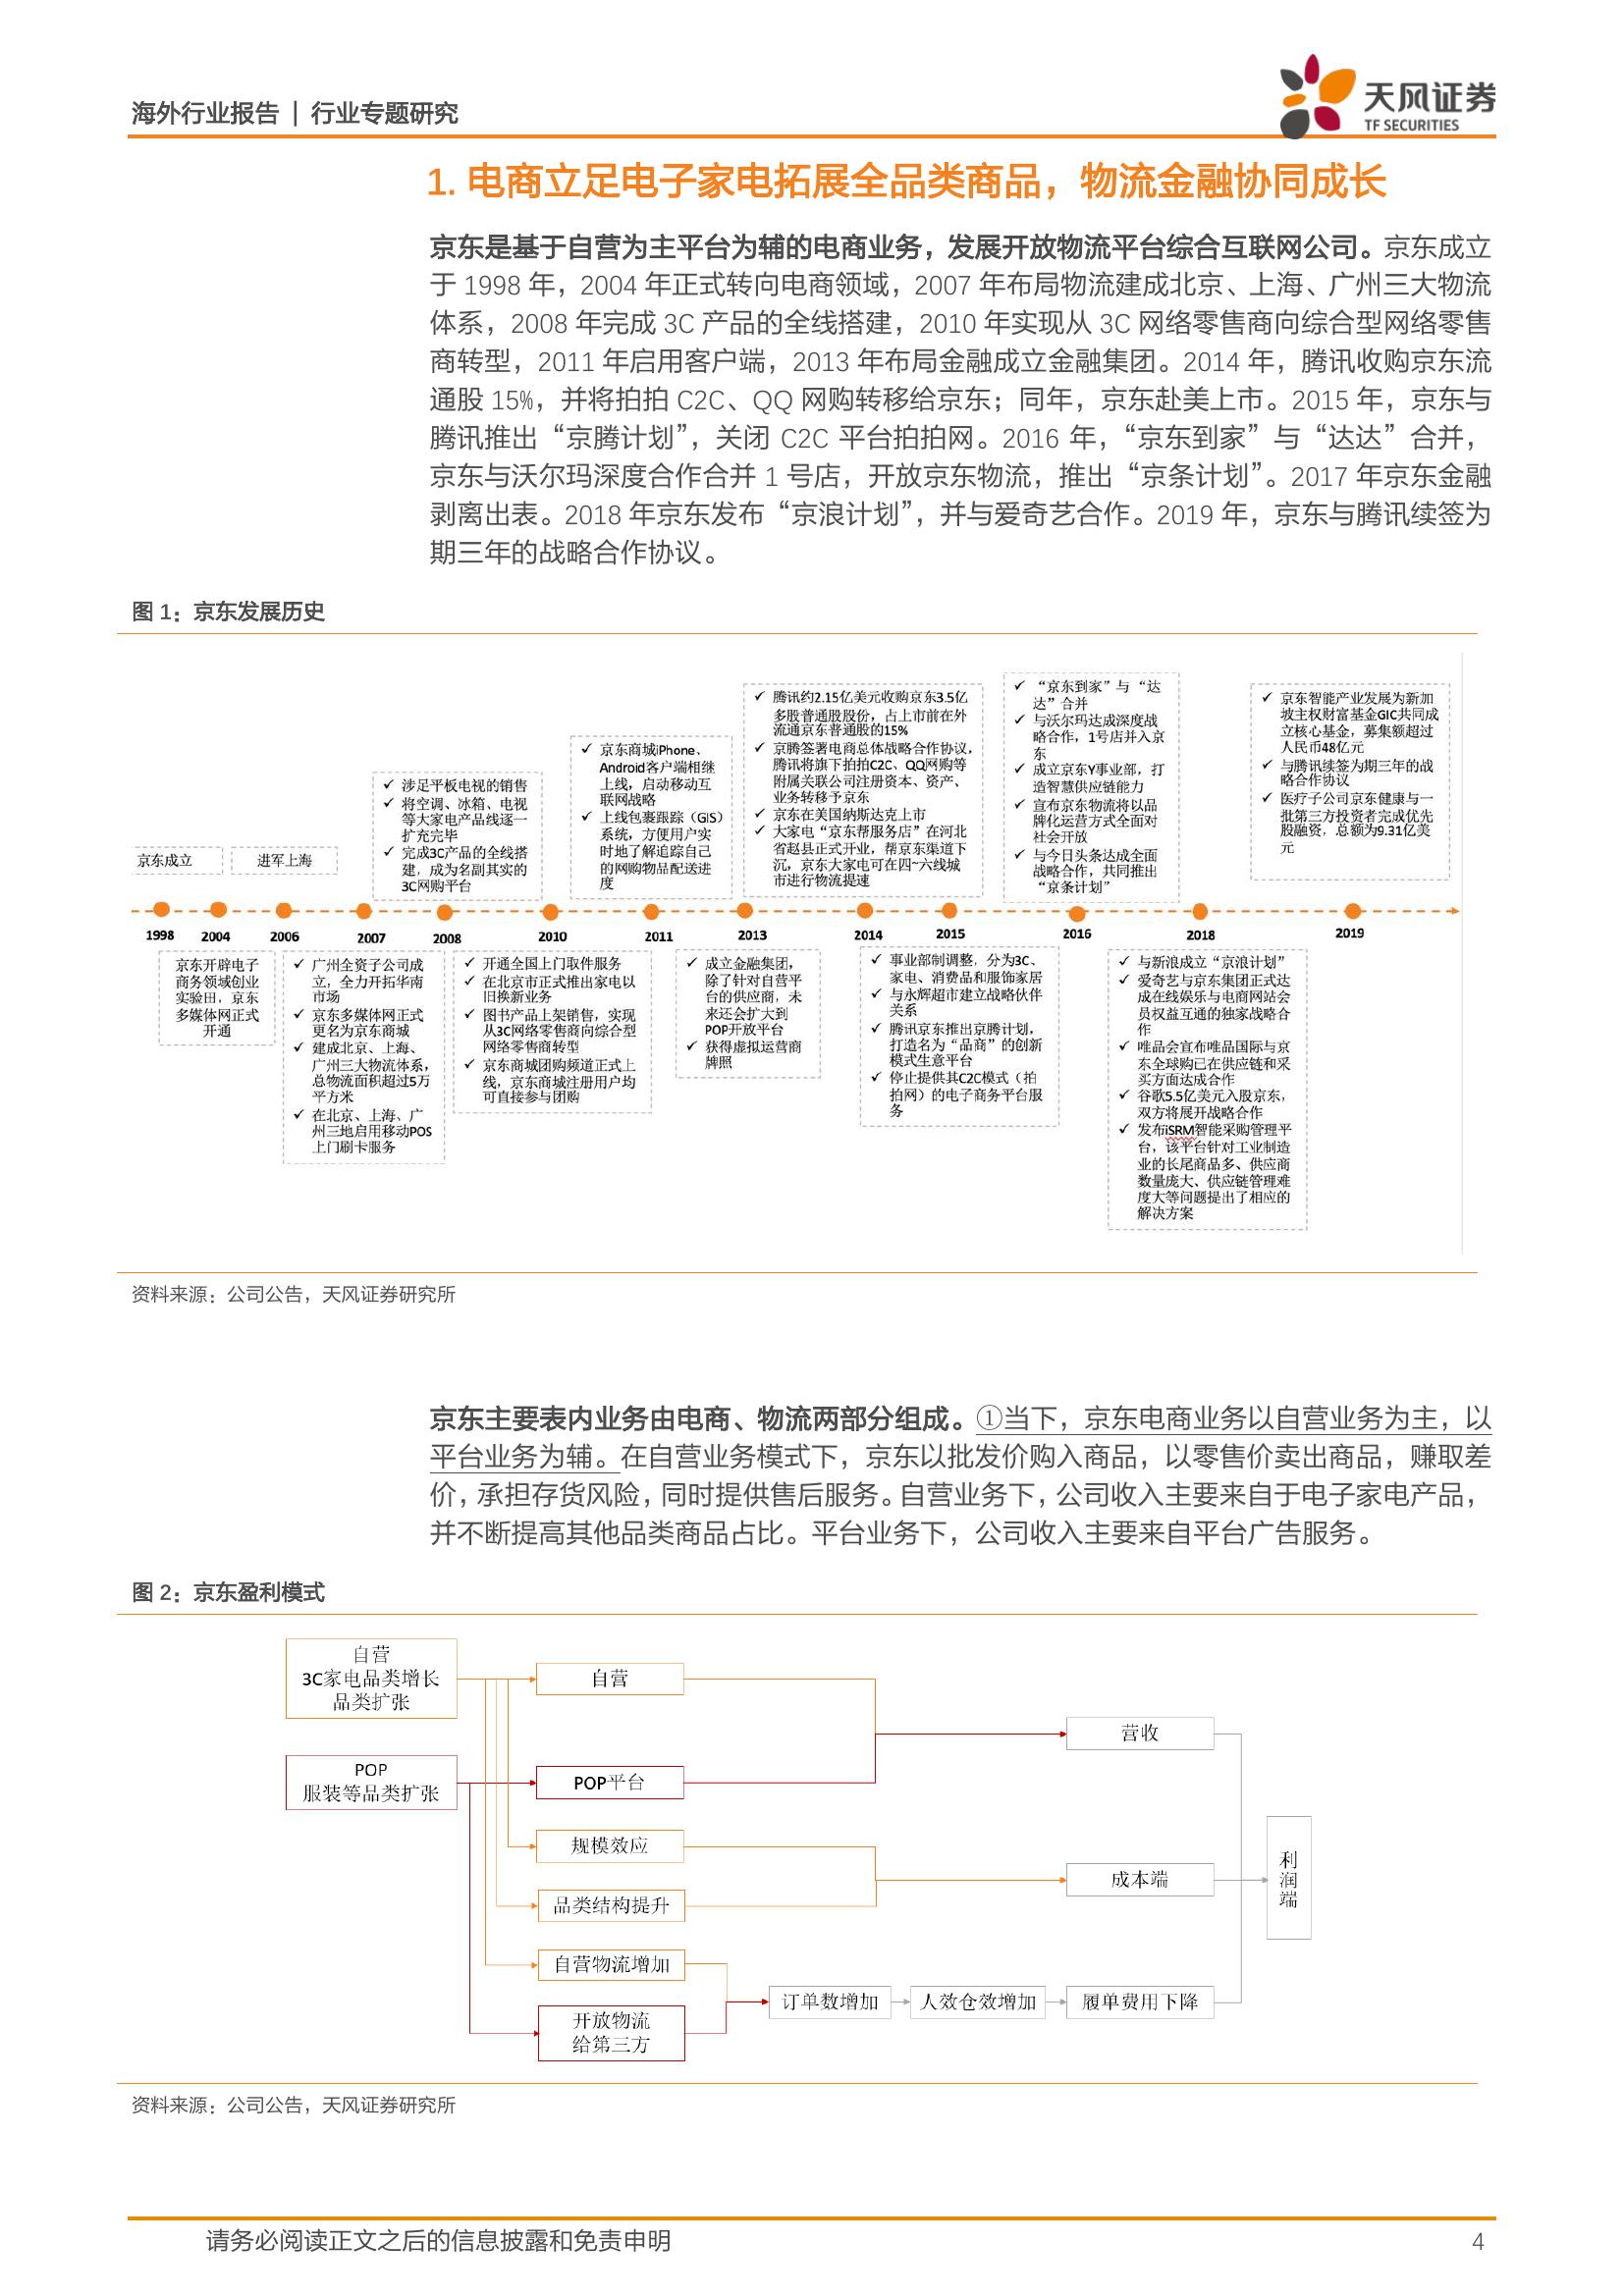 海外行业报告 | 行业专题研究
天风证券
TF SECURITIES
1. 电商立足电子家电拓展全品类商品，物流金融协同成长
京东是基于自营为主平台为辅的电商业务，发展开放物流平台综合互联网公司。京东成立
于 1998 年，2004 年正式转向电商领域，2007 年布局物流建成北京、上海、广州三大物流
体系，2008 年完成 3C 产品的全线搭建，2010 年实现从 3C 网络零售商向综合型网络零售
商转型，2011 年启用客户端，2013 年布局金融成立金融集团。2014 年，腾讯收购京东流
通股 15%，并将拍拍 C2C、QQ 网购转移给京东；同年，京东赴美上市。2015 年，京东与
腾讯推出“京腾计划”，关闭 C2C 平台拍拍网。2016 年，“京东到家”与“达达”合并，
京东与沃尔玛深度合作合并 1 号店，开放京东物流，推出“京条计划”。2017 年京东金融
剥离出表。2018 年京东发布“京浪计划”，并与爱奇艺合作。2019 年，京东与腾讯续签为
期三年的战略合作协议。
图 1：京东发展历史
京东成立
进军上海
✓ 涉足平板电视的销售
✓ 将空调、冰箱、电视
等大家电产品线逐一
扩充完毕
✓ 完成3C产品的全线搭
建，成为名副其实的
3C网购平台
✓ 京东商城iPhone、
Android客户端相继
上线，启动移动互
联网战略
✓ 上线包裹跟踪（GIS）
系统，方便用户实
时地了解追踪自己
的网购物品配送进
度
✓ 腾讯约2.15亿美元收购京东3.5亿
多股普通股股份，占上市前在外
流通京东普通股的15%
✓ 京腾签署电商总体战略合作协议，
腾讯将旗下拍拍C2C、QQ网购等
附属关联公司注册资本、资产、
业务转移予京东
✓ 京东在美国纳斯达克上市
✓ 大家电“京东帮服务店”在河北
省赵县正式开业，帮京东渠道下
沉，京东大家电可在四~六线城
市进行物流提速
✓ “京东到家”与“达
达”合并
✓ 与沃尔玛达成深度战
略合作，1号店并入京
东
✓ 成立京东Y事业部，打
造智慧供应链能力
✓ 宣布京东物流将以品
牌化运营方式全面对
社会开放
✓ 与今日头条达成全面
战略合作，共同推出
“京条计划”
✓ 京东智能产业发展为新加
坡主权财富基金GIC共同成
立核心基金，募集额超过
人民币48亿元
✓ 与腾讯续签为期三年的战
略合作协议
✓ 医疗子公司京东健康与一
批第三方投资者完成优先
股融资，总额为9.31亿美
元
1998 2004 2006 2007 2008 2010 2011 2013 2014 2015 2016 2018 2019
京东开辟电子
商务领域创业
实验田，京东
多媒体网正式
开通
✓ 广州全资子公司成
立，全力开拓华南
市场
✓ 京东多媒体网正式
更名为京东商城
✓ 建成北京、上海、
广州三大物流体系，
总物流面积超过5万
平方米
✓ 在北京、上海、广
州三地启用移动POS
上门刷卡服务
✓ 开通全国上门取件服务
✓ 在北京市正式推出家电以
旧换新业务
✓ 图书产品上架销售，实现
从3C网络零售商向综合型
网络零售商转型
✓ 京东商城团购频道正式上
线，京东商城注册用户均
可直接参与团购
✓ 成立金融集团，
除了针对自营平
台的供应商，未
来还会扩大到
POP开放平台
✓ 获得虚拟运营商
牌照
✓ 事业部制调整，分为3C、
家电、消费品和服饰家居
✓ 与永辉超市建立战略伙伴
关系
✓ 腾讯京东推出京腾计划，
打造名为“品商”的创新
模式生意平台
✓ 停止提供其C2C模式（拍
拍网）的电子商务平台服
务
✓ 与新浪成立“京浪计划”
✓ 爱奇艺与京东集团正式达
成在线娱乐与电商网站会
员权益互通的独家战略合
作
✓ 唯品会宣布唯品国际与京
东全球购已在供应链和采
买方面达成合作
✓ 谷歌5.5亿美元入股京东，
双方将展开战略合作
✓ 发布iSRM智能采购管理平
台，该平台针对工业制造
业的长尾商品多、供应商
数量庞大、供应链管理难
度大等问题提出了相应的
解决方案
资料来源：公司公告，天风证券研究所
京东主要表内业务由电商、物流两部分组成。①当下，京东电商业务以自营业务为主，以
平台业务为辅。在自营业务模式下，京东以批发价购入商品，以零售价卖出商品，赚取差
价，承担存货风险，同时提供售后服务。自营业务下，公司收入主要来自于电子家电产品，
并不断提高其他品类商品占比。平台业务下，公司收入主要来自平台广告服务。
图 2：京东盈利模式
自营
3C家电品类增长
品类扩张
POP
服装等品类扩张
自营
POP平台
规模效应
品类结构提升
自营物流增加
开放物流
给第三方
订单数增加
人效仓效增加
履单费用下降
营收
成本端
利
润
端
资料来源：公司公告，天风证券研究所
请务必阅读正文之后的信息披露和免责申明
4